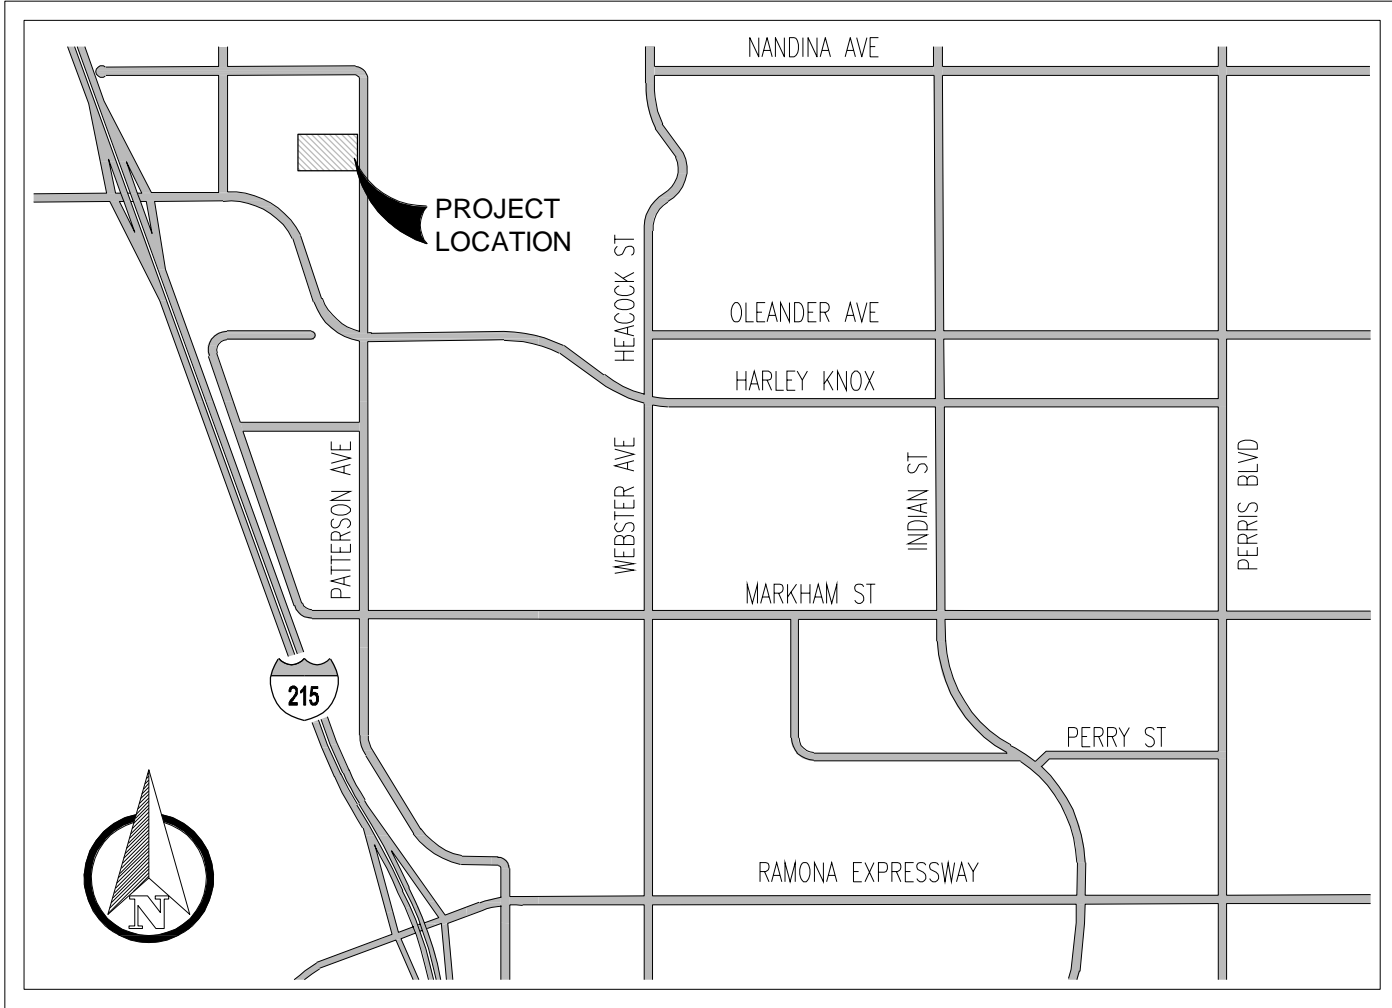 NANDINA AVE
PROJECT
LOCATION
HEACOCK ST
OLEANDER AVE
HARLEY KNOX
PATTERSON AVE
WEBSTER AVE
INDIAN ST
PERRIS BLVD
MARKHAM ST
215
PERRY ST
RAMONA EXPRESSWAY
N